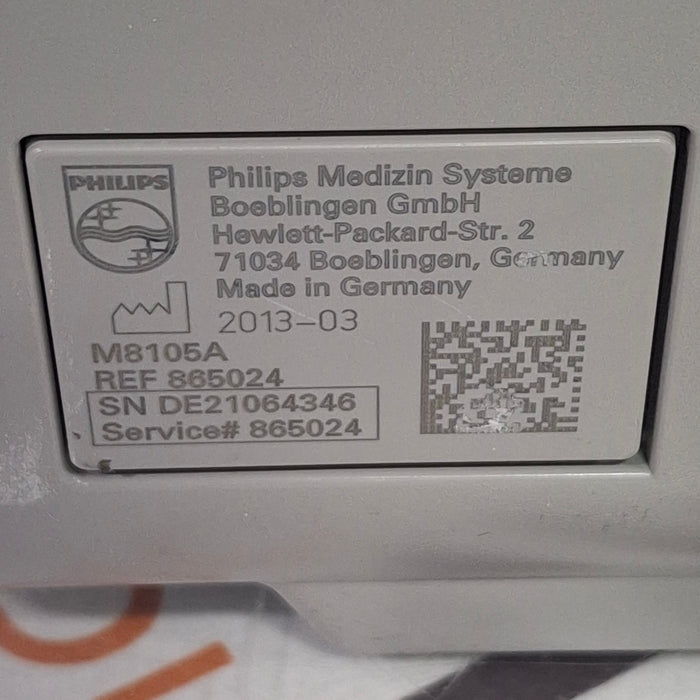 PHILIPS
Philips Medizin Systeme
Boeblingen GmbH
Hewlett-Packard-Str. 2
71034 Boeblingen, Germany
Made in Germany
2013-03
M8105A
REF 865024
SN DE21064346
Service# 865024